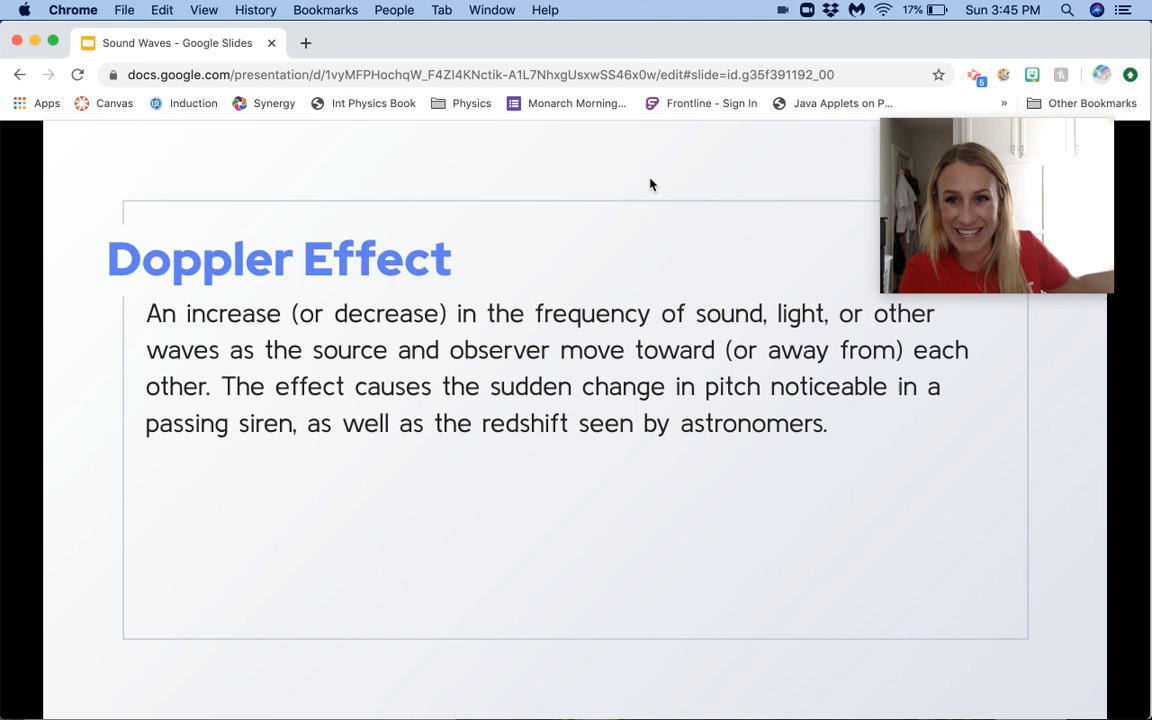 Chrome File Edit View History Bookmarks People Tab Window Help 17% Sun 3:45 PM
Sound Waves - Google Slides
docs.google.com/presentation/d/1vyMFPHochqW_F4ZI4KNctik-A1L7NhxgUsxwSS46x0w/edit#slide=id.g35f391192_00 5
Apps Canvas Induction Synergy Int Physics Book Physics Monarch Morning... Frontline - Sign In Java Applets on P... » Other Bookmarks
Doppler Effect
An increase (or decrease) in the frequency of sound, light, or other
waves as the source and observer move toward (or away from) each
other. The effect causes the sudden change in pitch noticeable in a
passing siren, as well as the redshift seen by astronomers.